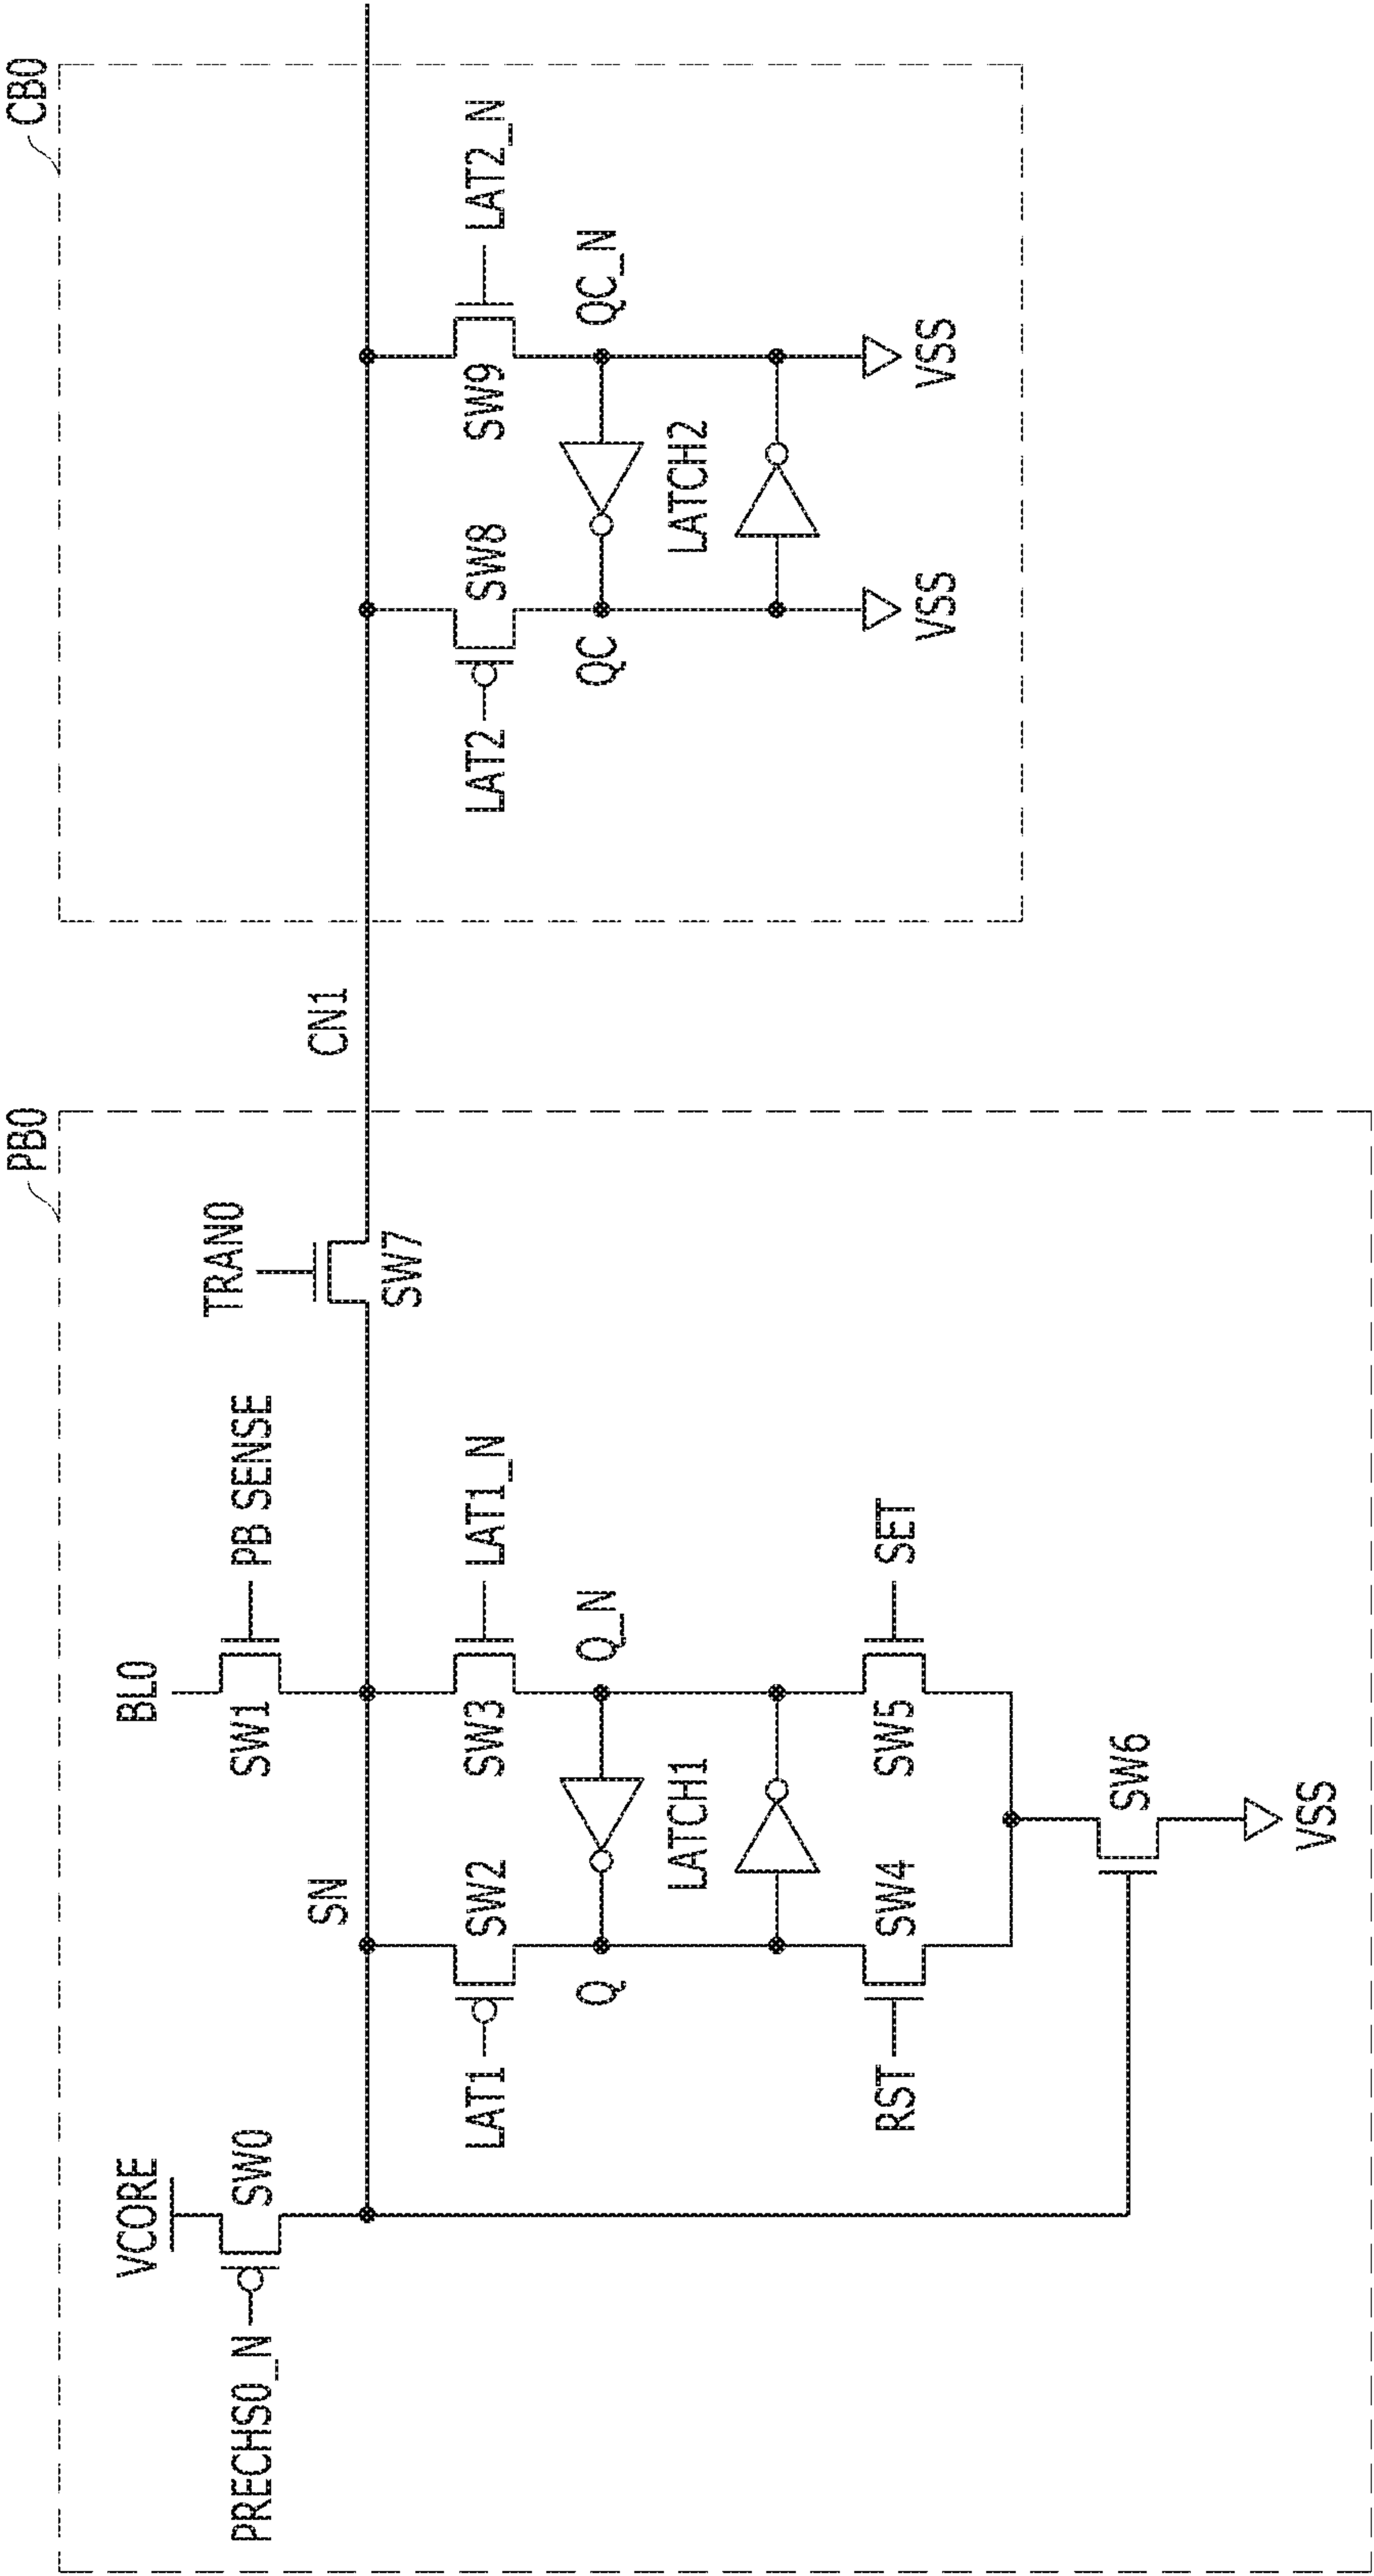 PB0
CB0
VCORE
BL0
PRECHS0_N
SW0
SW1
PB SENSE
TRAN0
SN
SW7
CN1
LAT1
SW2
SW3
LAT1_N
LAT2
SW8
SW9
LAT2_N
Q
Q_N
QC
QC_N
LATCH1
LATCH2
RST
SW4
SW5
SET
VSS
VSS
SW6
VSS